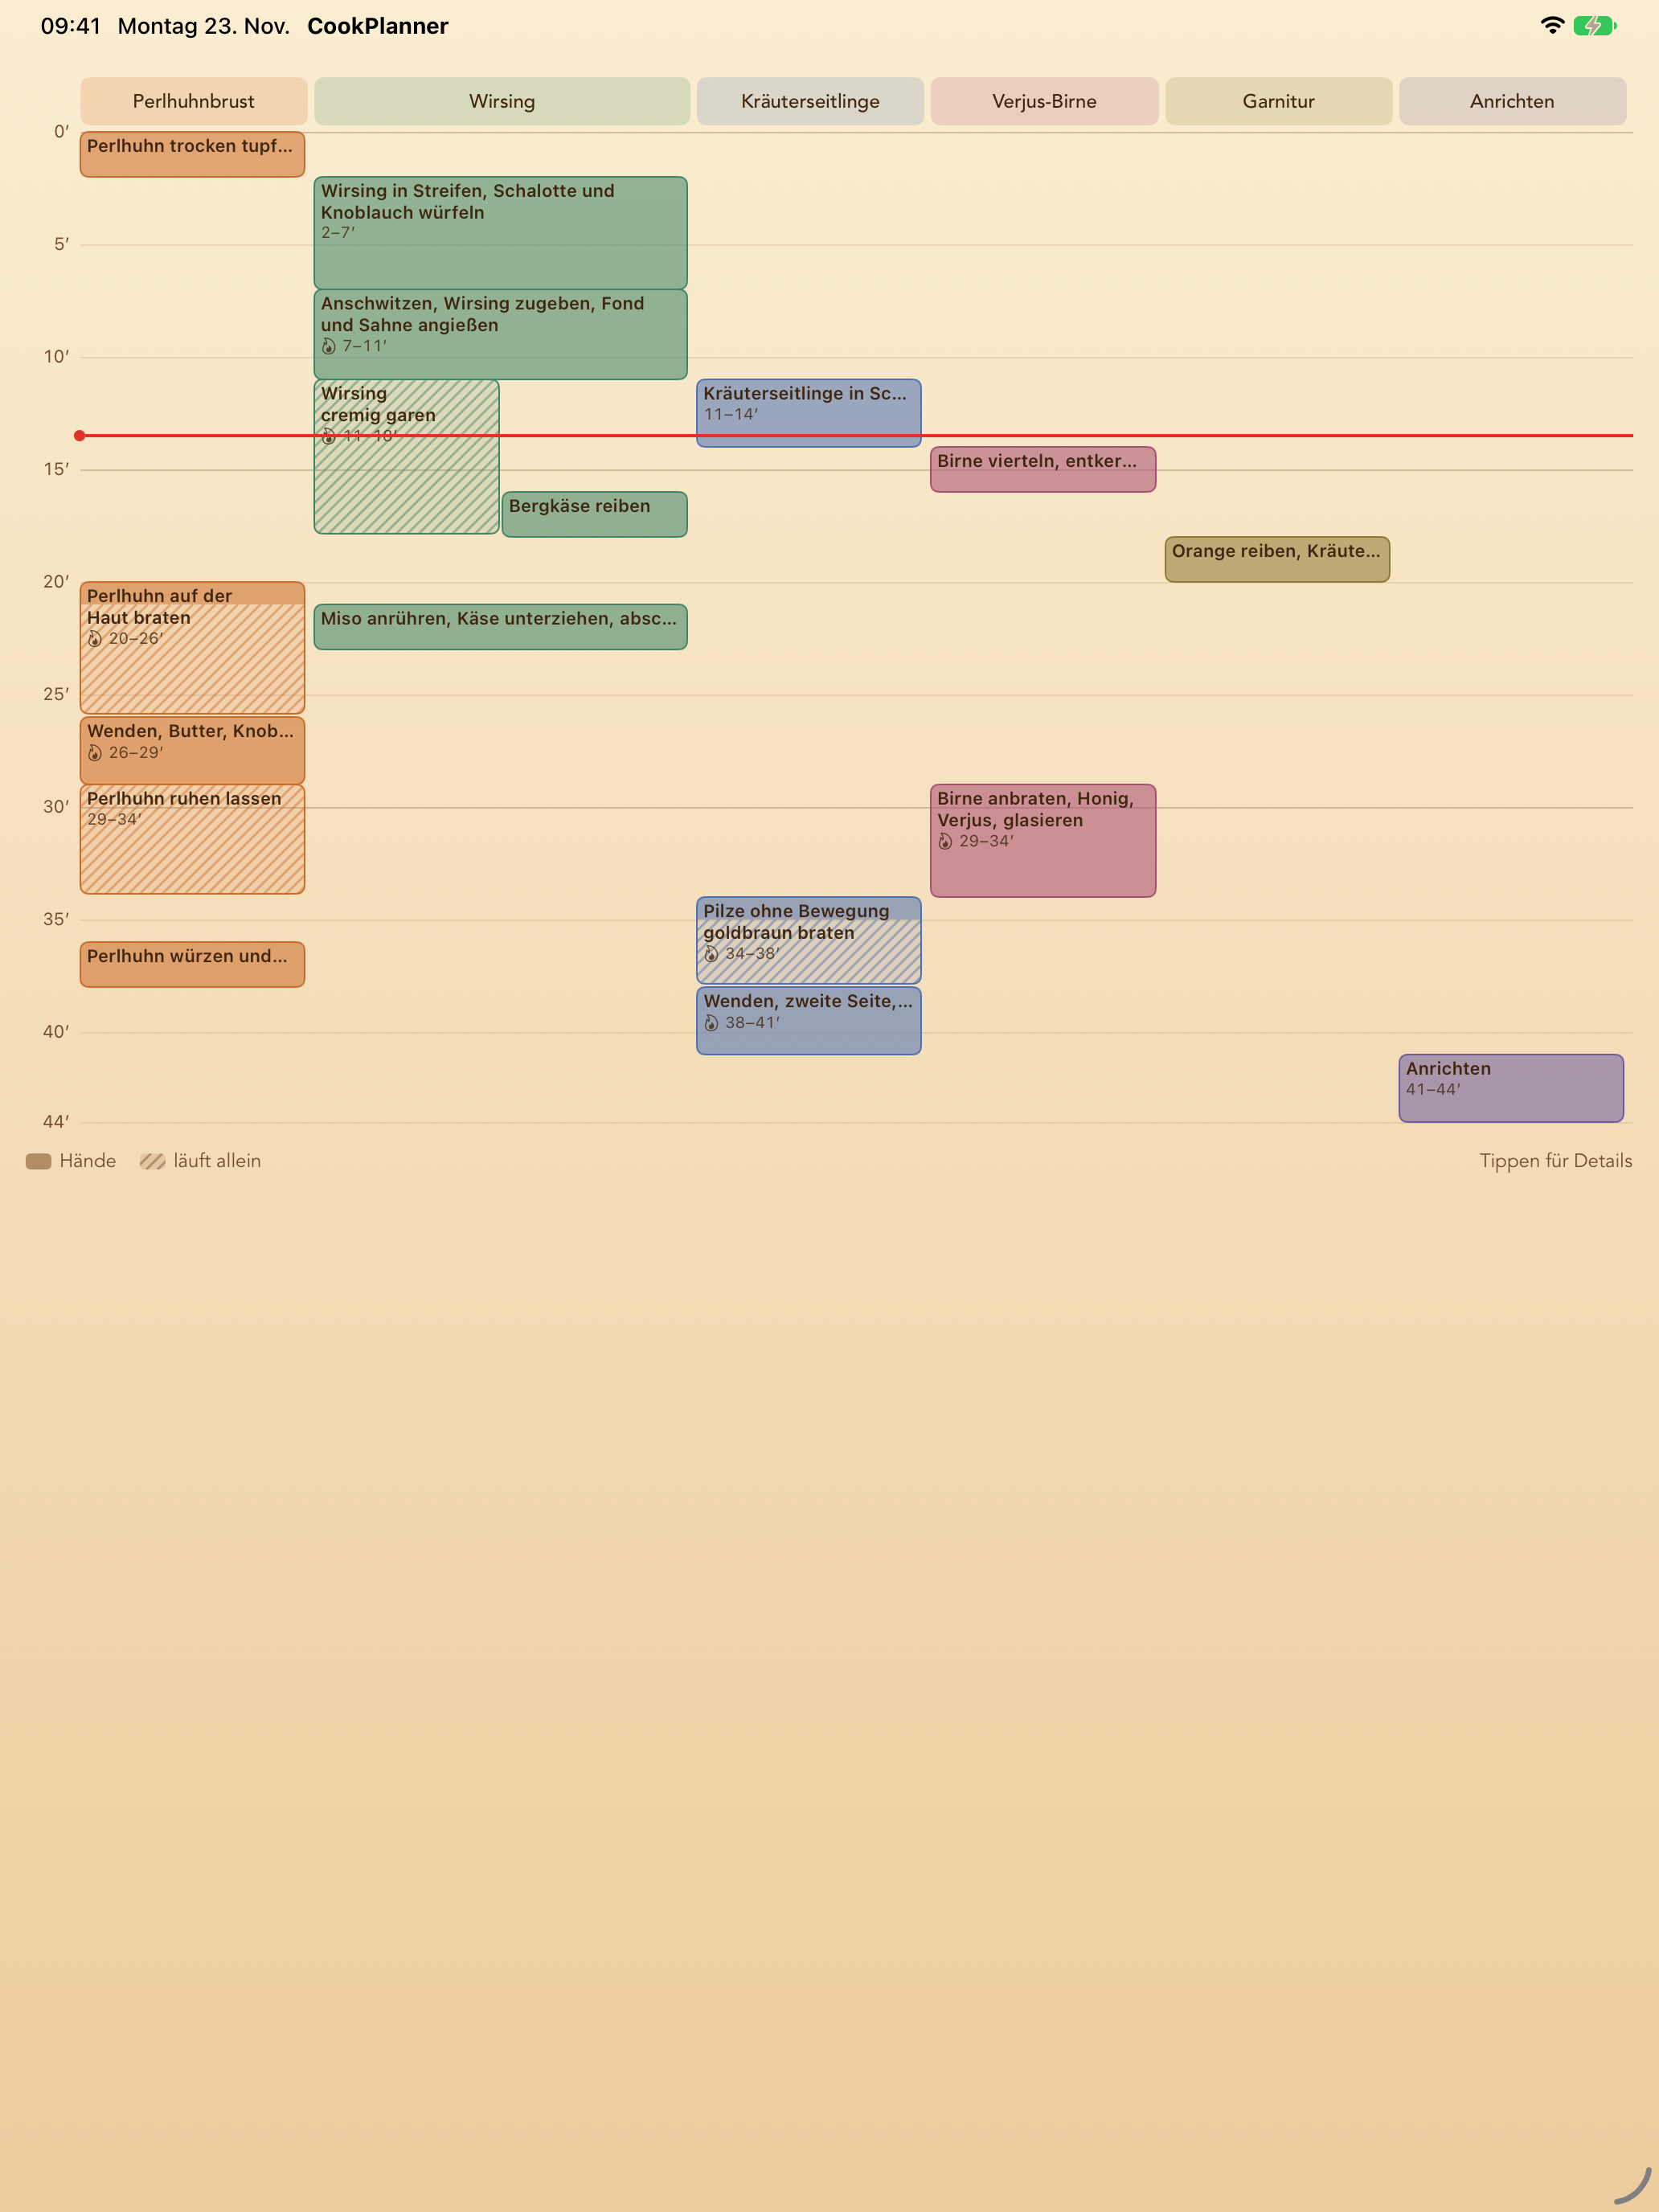 09:41 Montag 23. Nov. CookPlanner
Perlhuhnbrust
Wirsing
Kräuterseitlinge
Verjus-Birne
Garnitur
Anrichten
0′
Perlhuhn trocken tupf…
Wirsing in Streifen, Schalotte und
Knoblauch würfeln
2–7′
5′
Anschwitzen, Wirsing zugeben, Fond
und Sahne angießen
7–11′
10′
Wirsing
cremig garen
11–18′
Kräuterseitlinge in Sc…
11–14′
Birne vierteln, entker…
15′
Bergkäse reiben
Orange reiben, Kräute…
20′
Perlhuhn auf der
Haut braten
20–26′
Miso anrühren, Käse unterziehen, absc…
25′
Wenden, Butter, Knob…
26–29′
Perlhuhn ruhen lassen
29–34′
30′
Birne anbraten, Honig,
Verjus, glasieren
29–34′
Pilze ohne Bewegung
goldbraun braten
34–38′
35′
Perlhuhn würzen und…
Wenden, zweite Seite,…
38–41′
40′
Anrichten
41–44′
44′
Hände
läuft allein
Tippen für Details